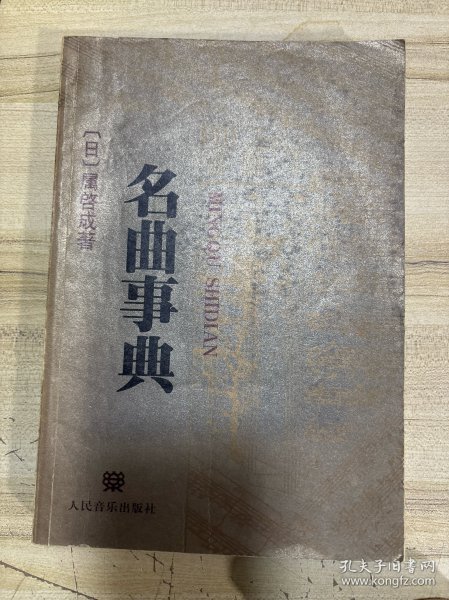 〔日〕属启成著
名曲事典
MINGQU SHIDIAN
人民音乐出版社
孔夫子旧书网
www.kongfz.com